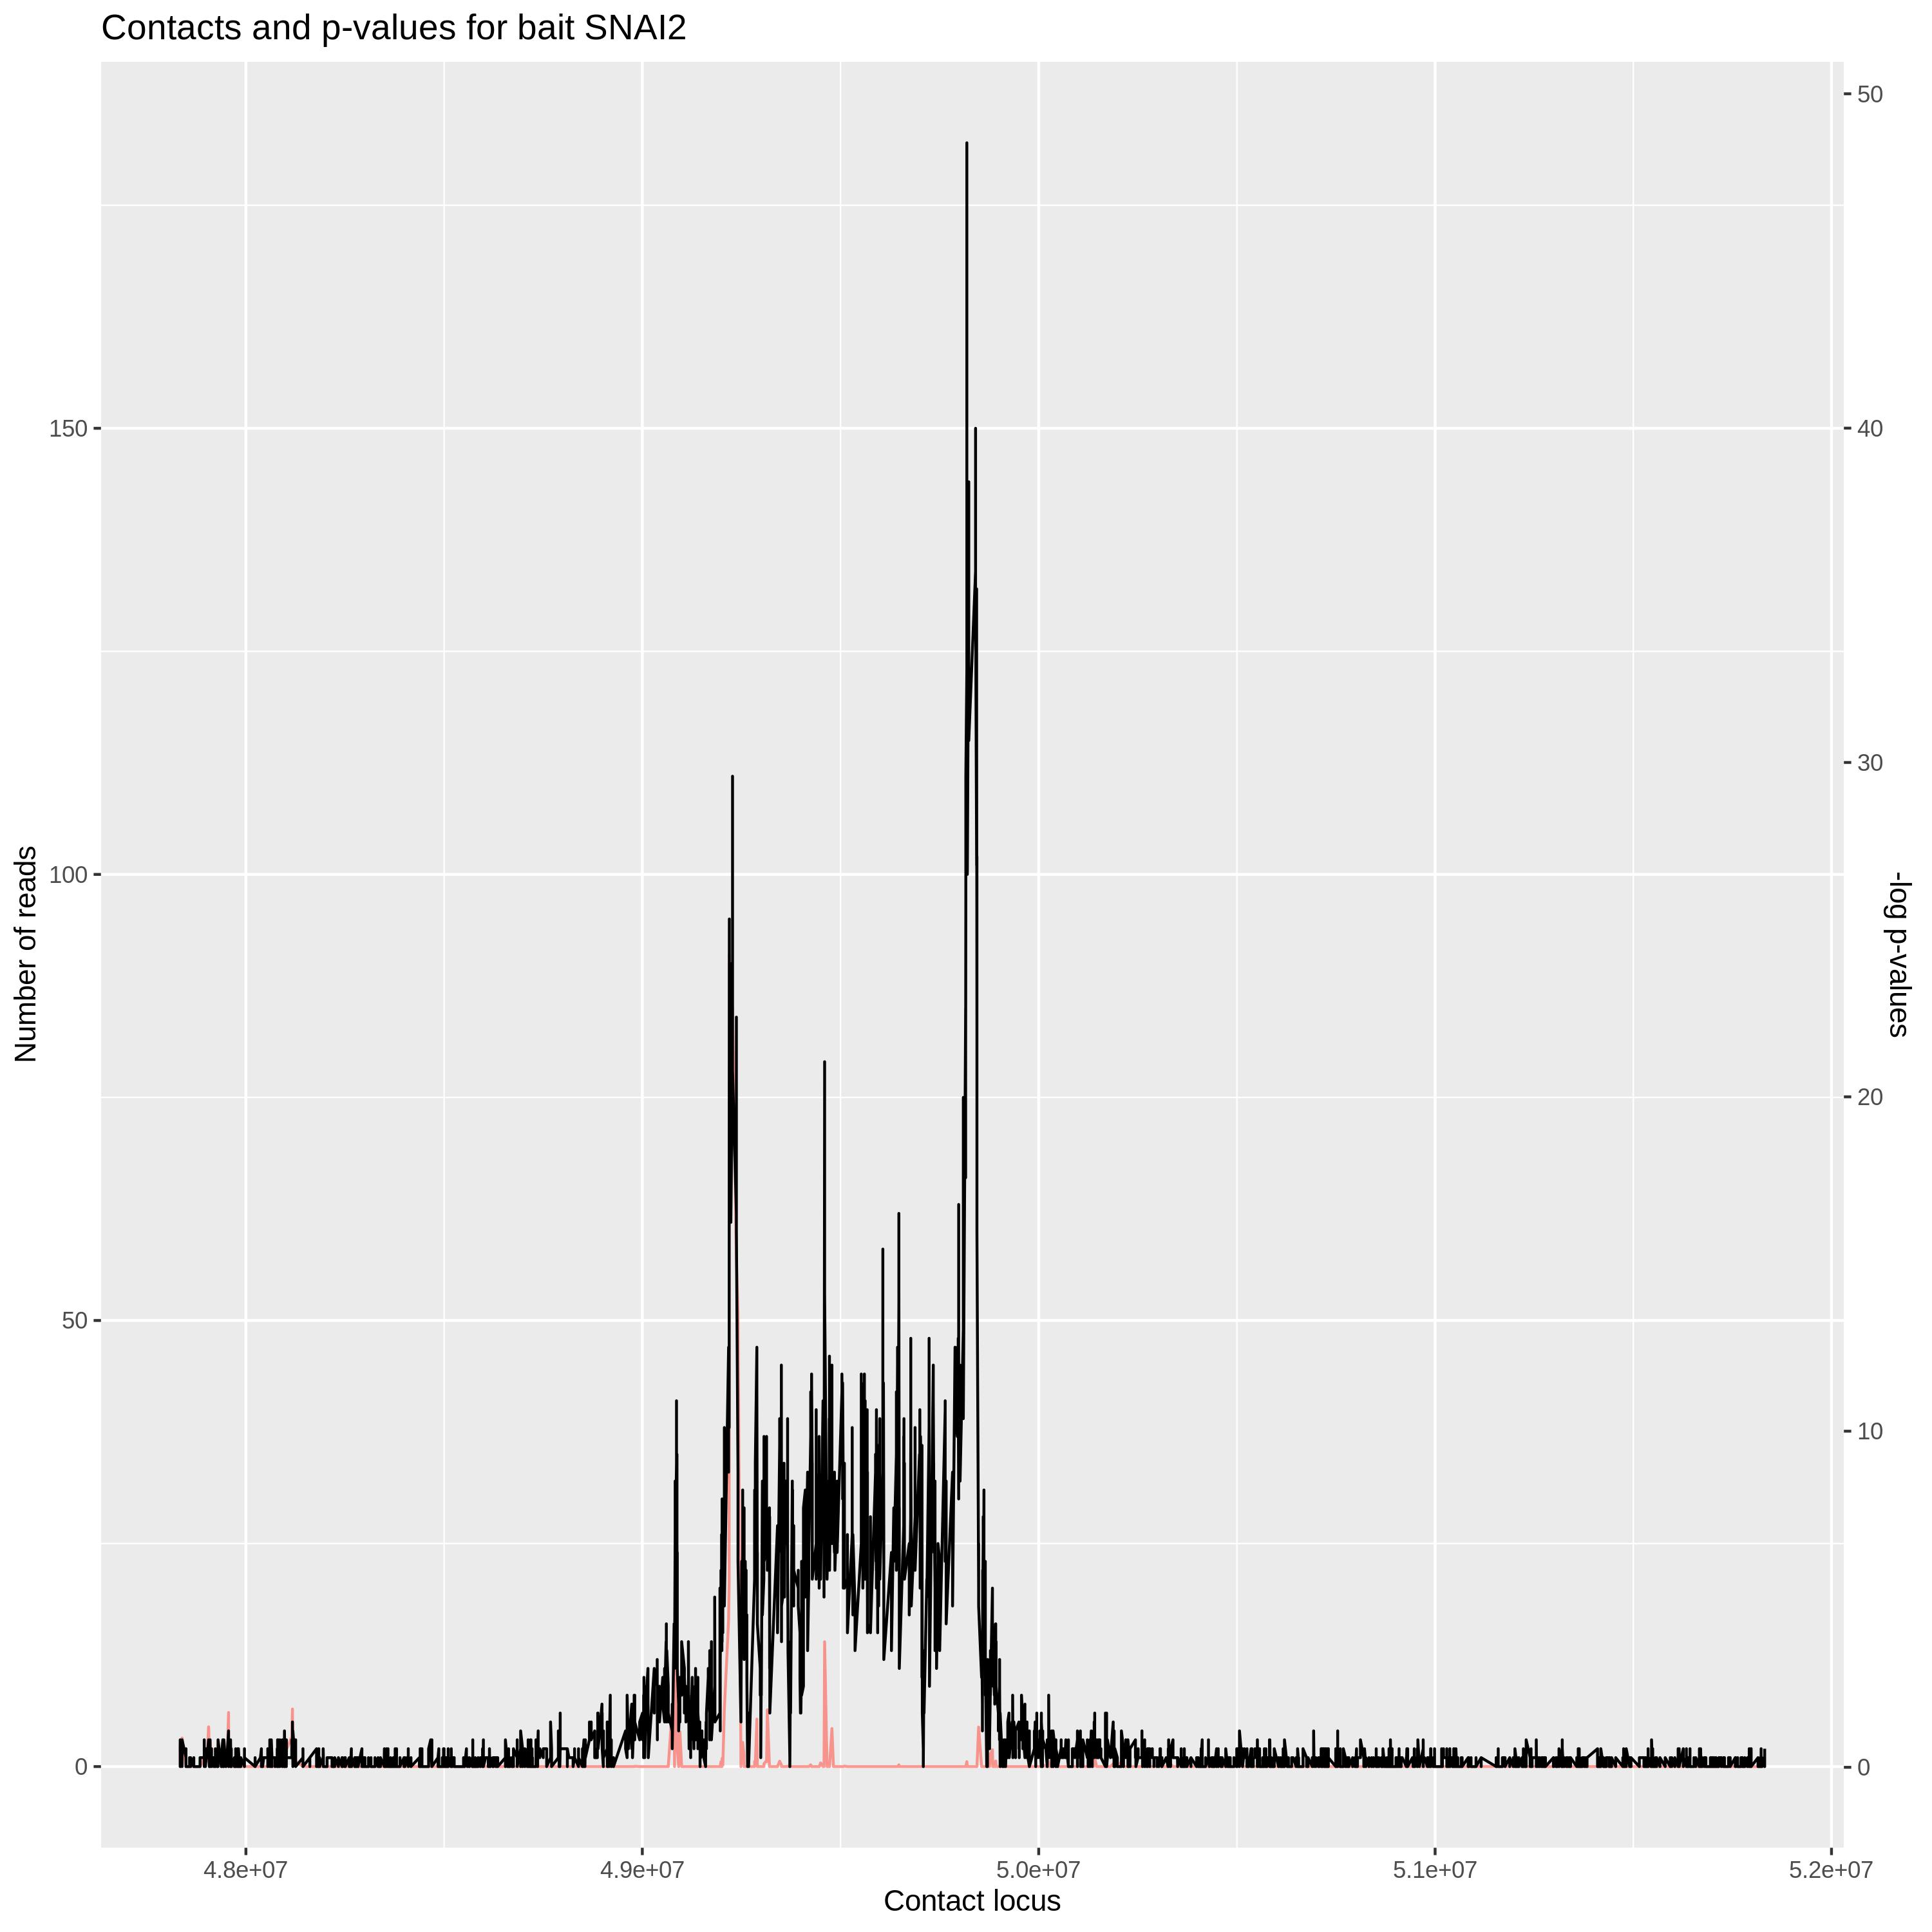 Contacts and p-values for bait SNAI2
50
150
40
30
Number of reads
100
-log p-values
20
50
10
0
0
4.8e+07
4.9e+07
5.0e+07
5.1e+07
5.2e+07
Contact locus